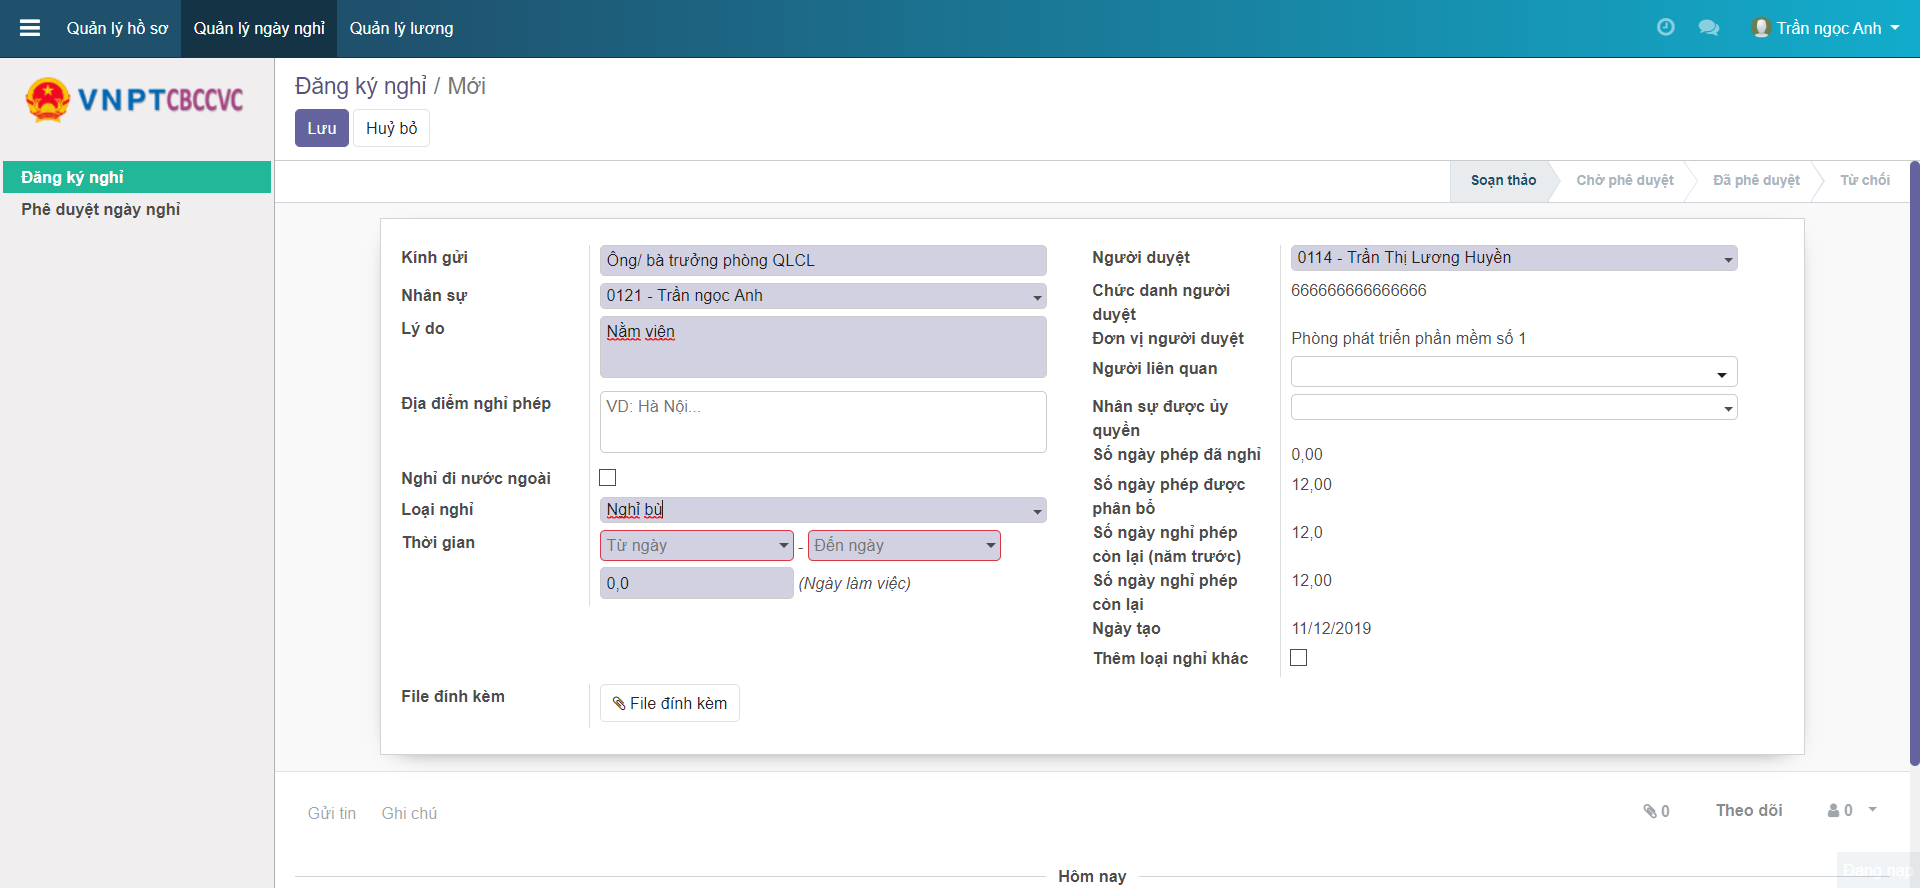 Quản lý hồ sơ Quản lý ngày nghỉ Quản lý lương Trần ngọc Anh
VNPTCBCCVC
Đăng ký nghỉ
Phê duyệt ngày nghỉ
Đăng ký nghỉ / Mới
Lưu Huỷ bỏ
Soạn thảo Chờ phê duyệt Đã phê duyệt Từ chối
Kính gửi Ông/ bà trưởng phòng QLCL
Nhân sự 0121 - Trần ngọc Anh
Lý do Nằm viện
Địa điểm nghỉ phép VD: Hà Nội...
Nghỉ đi nước ngoài
Loại nghỉ Nghỉ bù
Thời gian Từ ngày - Đến ngày
0,0 (Ngày làm việc)
File đính kèm File đính kèm
Người duyệt 0114 - Trần Thị Lương Huyền
Chức danh người 666666666666666
duyệt
Đơn vị người duyệt Phòng phát triển phần mềm số 1
Người liên quan
Nhân sự được ủy
quyền
Số ngày phép đã nghỉ 0,00
Số ngày phép được 12,00
phân bổ
Số ngày nghỉ phép 12,0
còn lại (năm trước)
Số ngày nghỉ phép 12,00
còn lại
Ngày tạo 11/12/2019
Thêm loại nghỉ khác
Gửi tin Ghi chú 0 Theo dõi 0
Hôm nay
Đang nạp